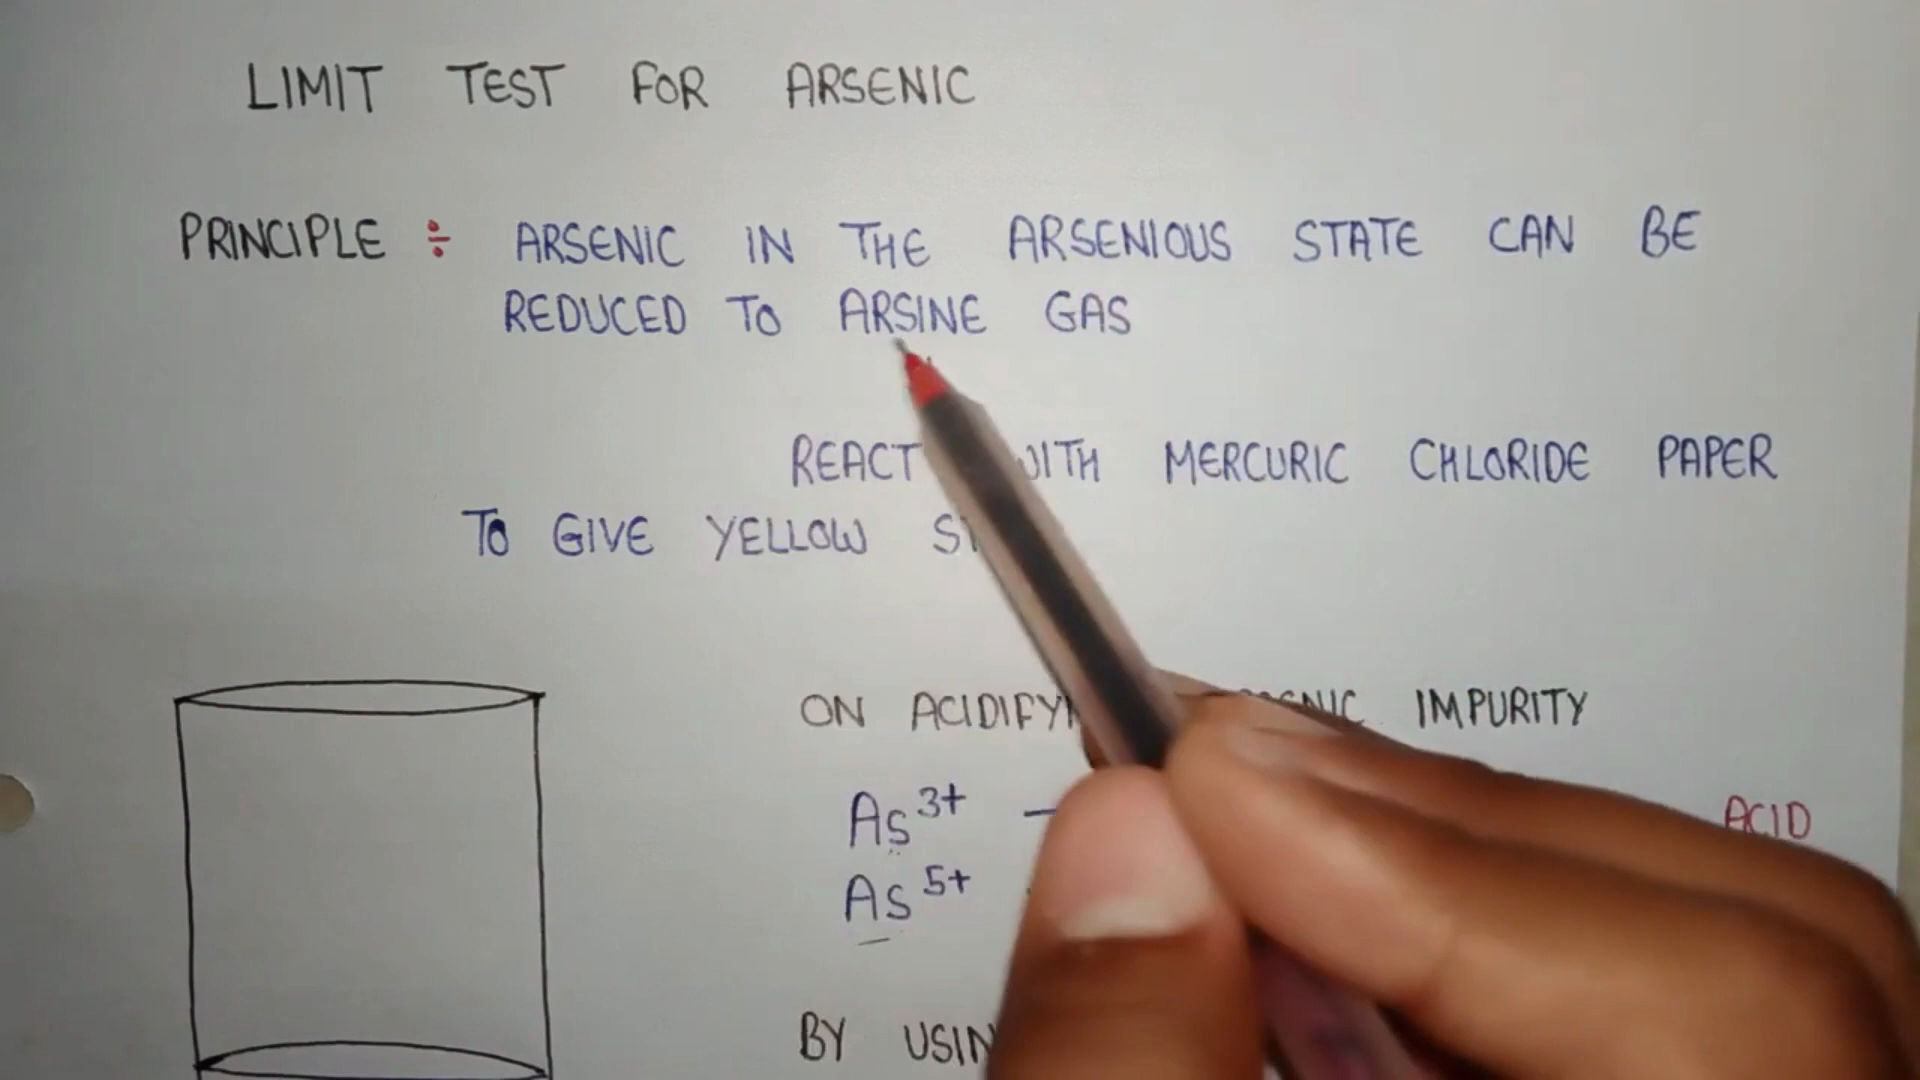 LIMIT TEST FOR ARSENIC
PRINCIPLE ÷ ARSENIC IN THE ARSENIOUS STATE CAN BE
REDUCED TO ARSINE GAS
REACT WITH MERCURIC CHLORIDE PAPER
TO GIVE YELLOW
ON IMPURITY
As³⁺ ACID
As⁵⁺
BY